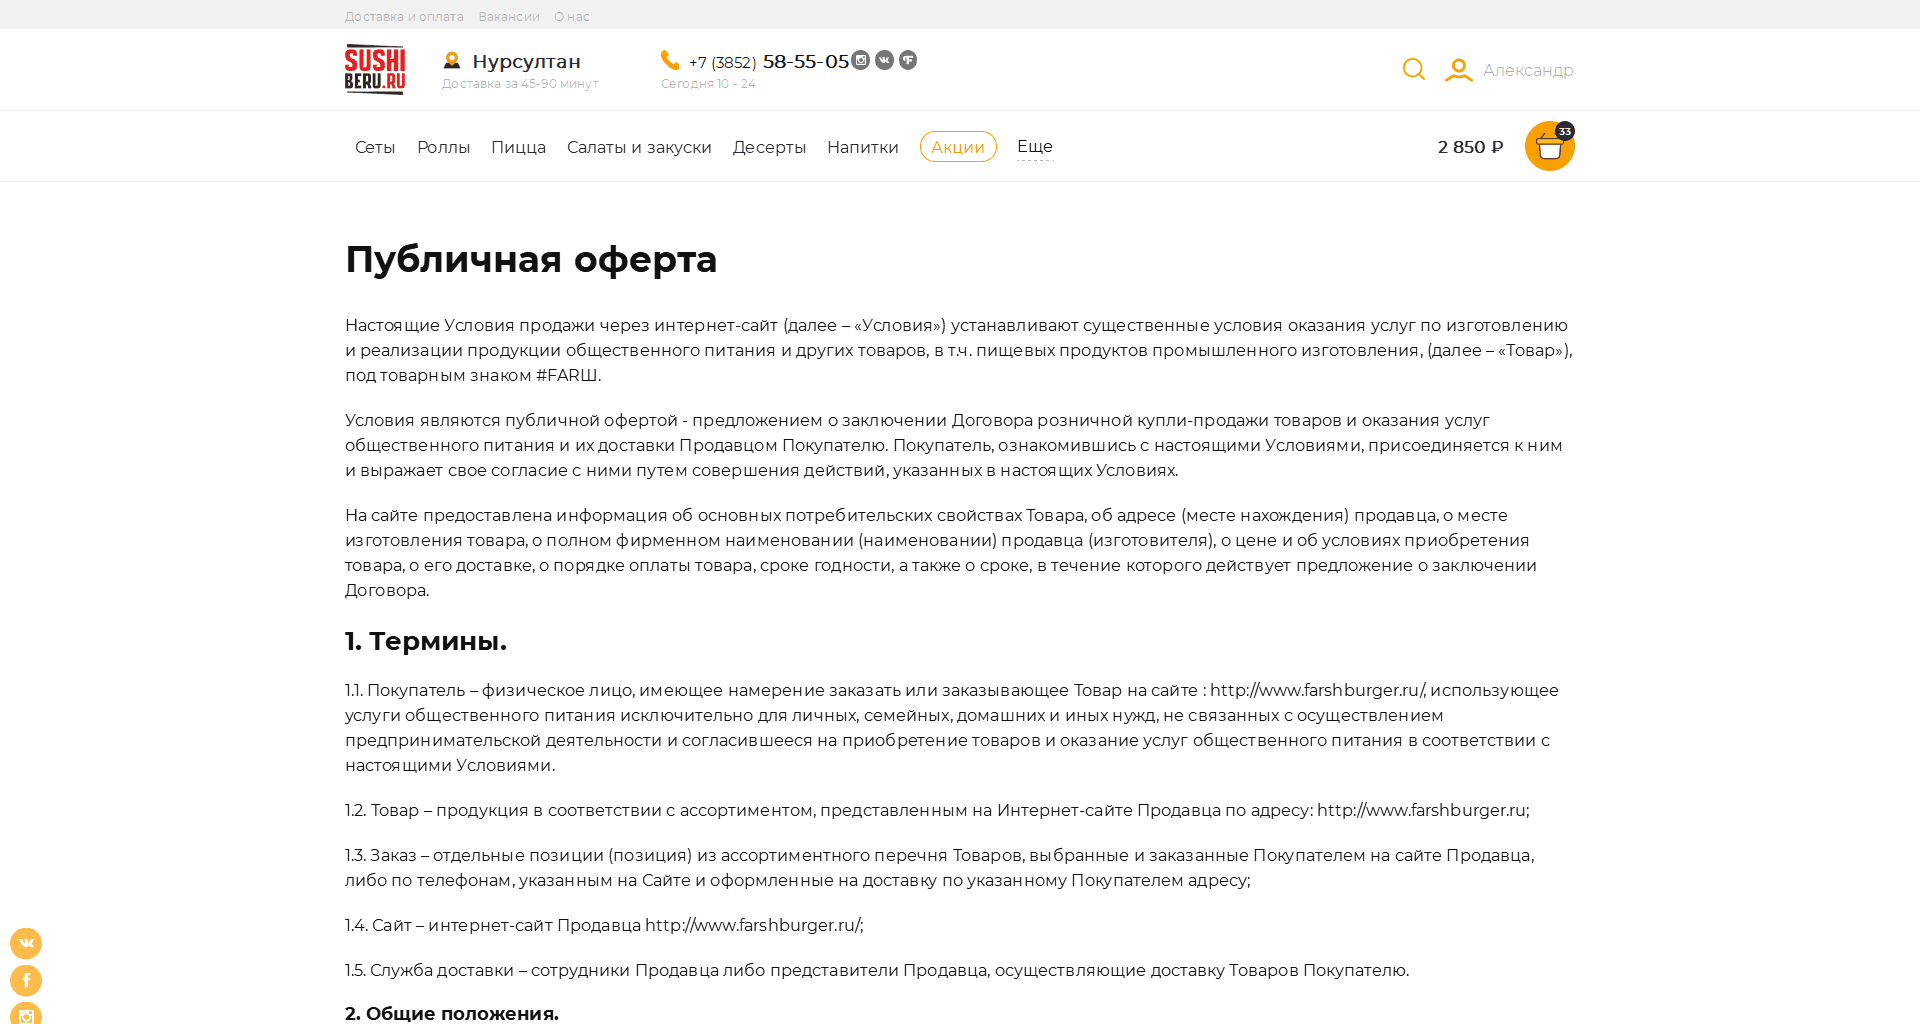 Доставка и оплата Вакансии О нас
SUSHI
BERU.RU
Нурсултан
Доставка за 45-90 минут
+7 (3852) 58-55-05
Сегодня 10 - 24
Александр
Сеты Роллы Пицца Салаты и закуски Десерты Напитки Акции Еще
2 850 ₽
33
Публичная оферта
Настоящие Условия продажи через интернет-сайт (далее – «Условия») устанавливают существенные условия оказания услуг по изготовлению
и реализации продукции общественного питания и других товаров, в т.ч. пищевых продуктов промышленного изготовления, (далее – «Товар»),
под товарным знаком #FARШ.
Условия являются публичной офертой - предложением о заключении Договора розничной купли-продажи товаров и оказания услуг
общественного питания и их доставки Продавцом Покупателю. Покупатель, ознакомившись с настоящими Условиями, присоединяется к ним
и выражает свое согласие с ними путем совершения действий, указанных в настоящих Условиях.
На сайте предоставлена информация об основных потребительских свойствах Товара, об адресе (месте нахождения) продавца, о месте
изготовления товара, о полном фирменном наименовании (наименовании) продавца (изготовителя), о цене и об условиях приобретения
товара, о его доставке, о порядке оплаты товара, сроке годности, а также о сроке, в течение которого действует предложение о заключении
Договора.
1. Термины.
1.1. Покупатель – физическое лицо, имеющее намерение заказать или заказывающее Товар на сайте : http://www.farshburger.ru/, использующее
услуги общественного питания исключительно для личных, семейных, домашних и иных нужд, не связанных с осуществлением
предпринимательской деятельности и согласившееся на приобретение товаров и оказание услуг общественного питания в соответствии с
настоящими Условиями.
1.2. Товар – продукция в соответствии с ассортиментом, представленным на Интернет-сайте Продавца по адресу: http://www.farshburger.ru;
1.3. Заказ – отдельные позиции (позиция) из ассортиментного перечня Товаров, выбранные и заказанные Покупателем на сайте Продавца,
либо по телефонам, указанным на Сайте и оформленные на доставку по указанному Покупателем адресу;
1.4. Сайт – интернет-сайт Продавца http://www.farshburger.ru/;
1.5. Служба доставки – сотрудники Продавца либо представители Продавца, осуществляющие доставку Товаров Покупателю.
2. Общие положения.